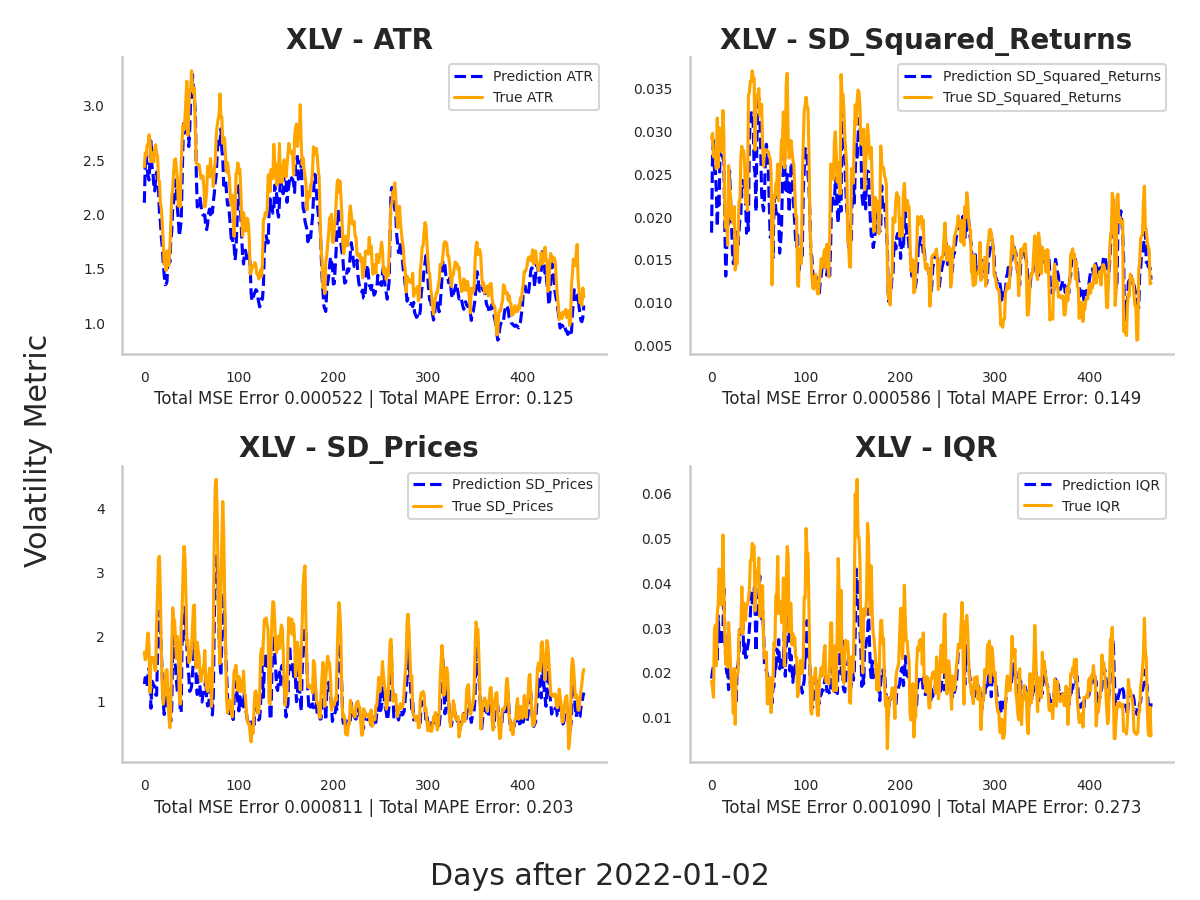 XLV - ATR
Prediction ATR
True ATR
3.0
2.5
2.0
1.5
1.0
0
100
200
300
400
Total MSE Error 0.000522 | Total MAPE Error: 0.125
XLV - SD_Squared_Returns
Prediction SD_Squared_Returns
True SD_Squared_Returns
0.035
0.030
0.025
0.020
0.015
0.010
0.005
0
100
200
300
400
Total MSE Error 0.000586 | Total MAPE Error: 0.149
XLV - SD_Prices
Prediction SD_Prices
True SD_Prices
4
3
2
1
0
100
200
300
400
Total MSE Error 0.000811 | Total MAPE Error: 0.203
XLV - IQR
Prediction IQR
True IQR
0.06
0.05
0.04
0.03
0.02
0.01
0
100
200
300
400
Total MSE Error 0.001090 | Total MAPE Error: 0.273
Volatility Metric
Days after 2022-01-02